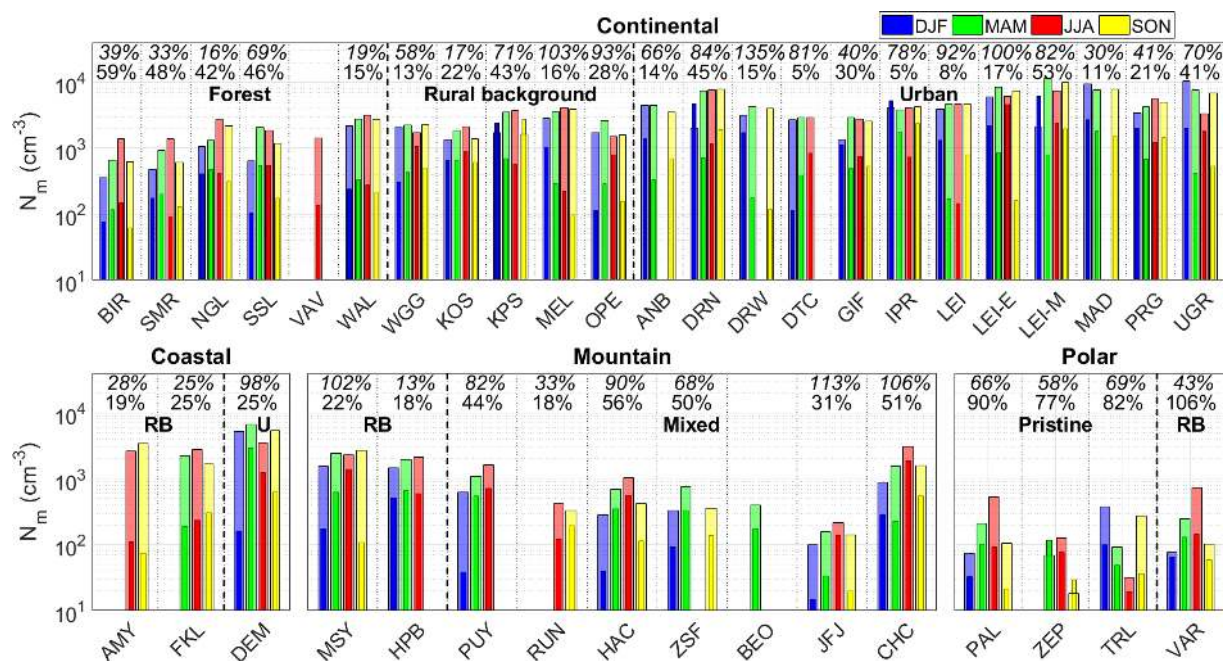 Continental
DJF MAM JJA SON
39% 33% 16% 69% 19% 58% 17% 71% 103% 93% 66% 84% 135% 81% 40% 78% 92% 100% 82% 30% 41% 70%
59% 48% 42% 46% 15% 13% 22% 43% 16% 28% 14% 45% 15% 5% 30% 5% 8% 17% 53% 11% 21% 41%
Forest Rural background Urban
10^4
10^3
10^2
10^1
N_m (cm^-3)
BIR SMR NGL SSL VAV WAL WGG KOS KPS MEL OPE ANB DRN DRW DTC GIF IPR LEI LEI-E LEI-M MAD PRG UGR
Coastal Mountain Polar
28% 25% 98% 102% 13% 82% 33% 90% 68% 113% 106% 66% 58% 69% 43%
19% 25% 25% 22% 18% 44% 18% 56% 50% 31% 51% 90% 77% 82% 106%
RB U RB Mixed Pristine RB
10^4
10^3
10^2
10^1
N_m (cm^-3)
AMY FKL DEM MSY HPB PUY RUN HAC ZSF BEO JFJ CHC PAL ZEP TRL VAR